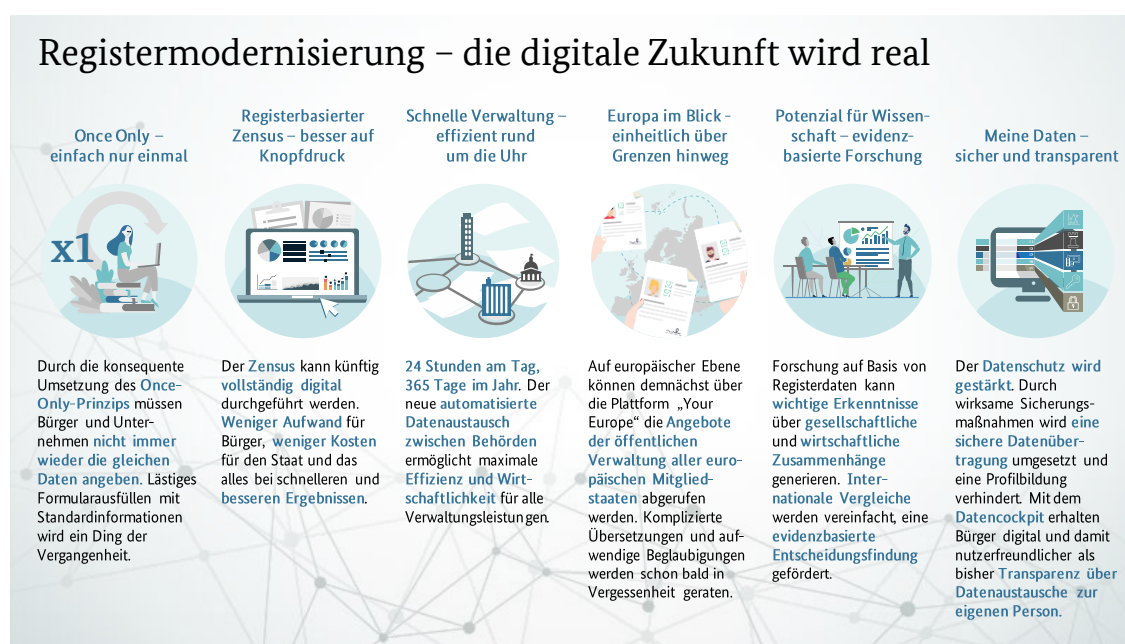 Registermodernisierung – die digitale Zukunft wird real
Once Only –
einfach nur einmal
x1
Durch die konsequente
Umsetzung des Once-
Only-Prinzips müssen
Bürger und Unter-
nehmen nicht immer
wieder die gleichen
Daten angeben. Lästiges
Formularausfüllen mit
Standardinformationen
wird ein Ding der
Vergangenheit.
Registerbasierter
Zensus – besser auf
Knopfdruck
Der Zensus kann künftig
vollständig digital
durchgeführt werden.
Weniger Aufwand für
Bürger, weniger Kosten
für den Staat und das
alles bei schnelleren und
besseren Ergebnissen.
Schnelle Verwaltung –
effizient rund
um die Uhr
24 Stunden am Tag,
365 Tage im Jahr. Der
neue automatisierte
Datenaustausch
zwischen Behörden
ermöglicht maximale
Effizienz und Wirt-
schaftlichkeit für alle
Verwaltungsleistungen.
Europa im Blick -
einheitlich über
Grenzen hinweg
Auf europäischer Ebene
können demnächst über
die Plattform „Your
Europe“ die Angebote
der öffentlichen
Verwaltung aller euro-
päischen Mitglied-
staaten abgerufen
werden. Komplizierte
Übersetzungen und auf-
wendige Beglaubigungen
werden schon bald in
Vergessenheit geraten.
Potenzial für Wissen-
schaft – evidenz-
basierte Forschung
Forschung auf Basis von
Registerdaten kann
wichtige Erkenntnisse
über gesellschaftliche
und wirtschaftliche
Zusammenhänge
generieren. Inter-
nationale Vergleiche
werden vereinfacht, eine
evidenzbasierte
Entscheidungsfindung
gefördert.
Meine Daten –
sicher und transparent
Der Datenschutz wird
gestärkt. Durch
wirksame Sicherungs-
maßnahmen wird eine
sichere Datenüber-
tragung umgesetzt und
eine Profilbildung
verhindert. Mit dem
Datencockpit erhalten
Bürger digital und damit
nutzerfreundlicher als
bisher Transparenz über
Datenaustausche zur
eigenen Person.